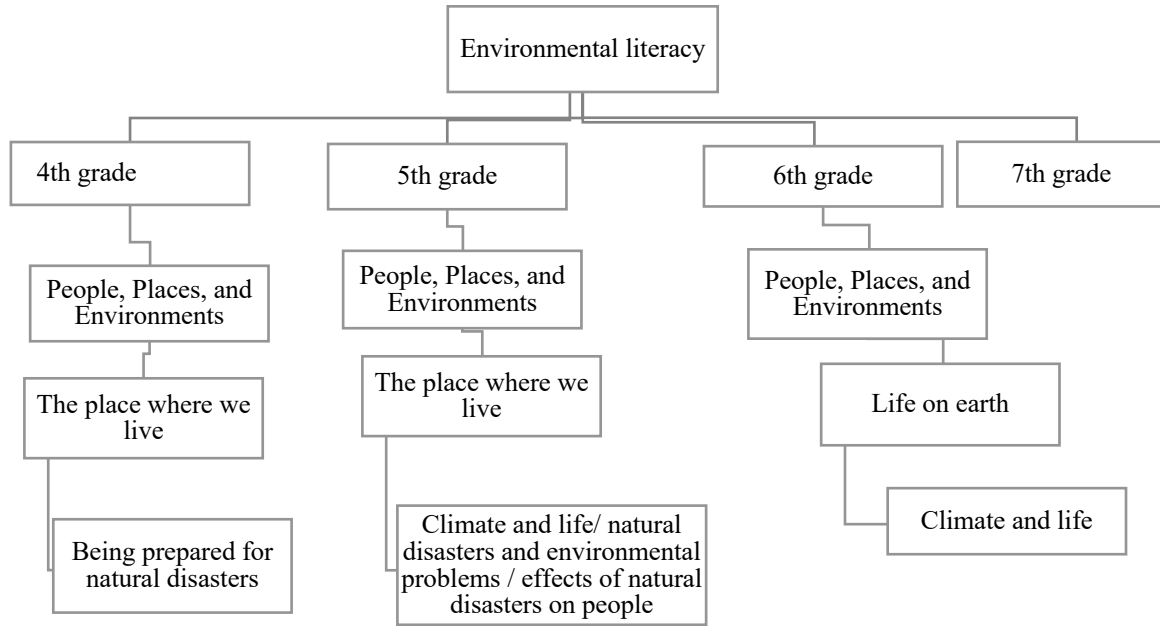 Environmental literacy
4th grade
5th grade
6th grade
7th grade
People, Places, and
Environments
People, Places, and
Environments
People, Places, and
Environments
The place where we
live
The place where we
live
Life on earth
Being prepared for
natural disasters
Climate and life/ natural
disasters and environmental
problems / effects of natural
disasters on people
Climate and life